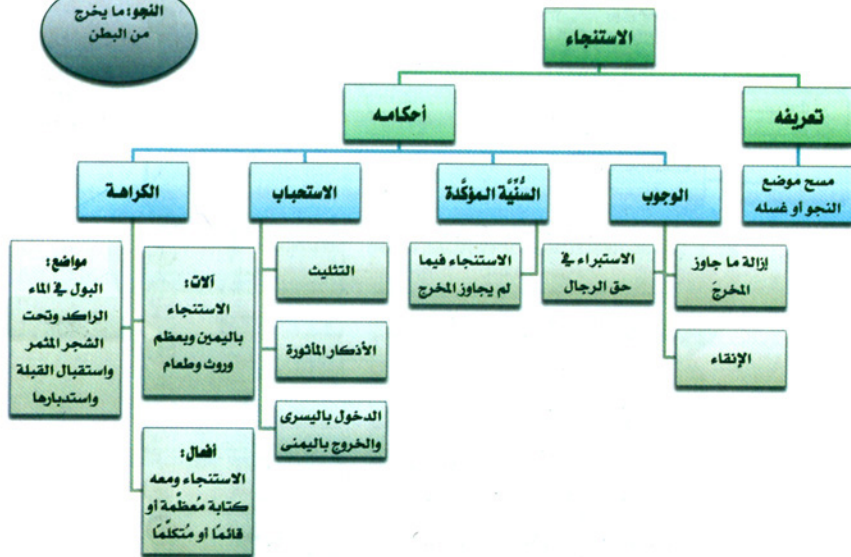 النجو: ما يخرج
من البطن
الاستنجاء
تعريفه
أحكامه
مسح موضع
النجو أو غسله
الوجوب
السُّنِّيَّة المؤكَّدة
الاستحباب
الكراهة
إزالة ما جاوز
المخرجَ
الاستبراء في
حق الرجال
الإنقاء
الاستنجاء فيما
لم يجاوز المخرج
التثليث
الأذكار المأثورة
الدخول باليسرى
والخروج باليمنى
آلات:
الاستنجاء
باليمين وبعظم
وروث وطعام
مواضع:
البول في الماء
الراكد وتحت
الشجر المثمر
واستقبال القبلة
واستدبارها
أفعال:
الاستنجاء ومعه
كتابة مُعظَّمة أو
قائمًا أو مُتكلِّمًا